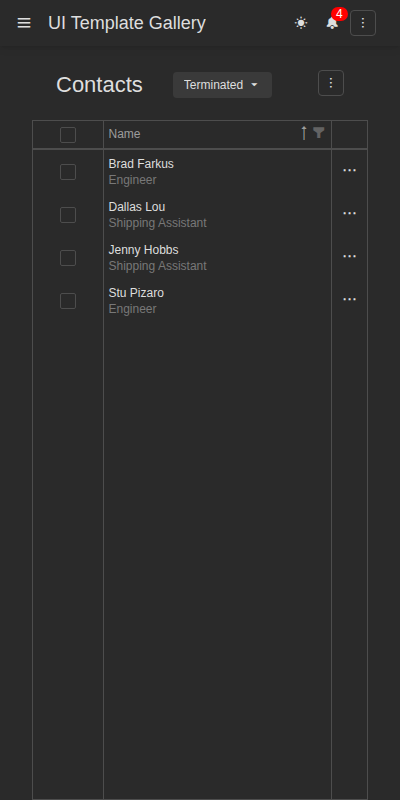 UI Template Gallery
4
Contacts
Terminated
Name
Brad Farkus
Engineer
Dallas Lou
Shipping Assistant
Jenny Hobbs
Shipping Assistant
Stu Pizaro
Engineer